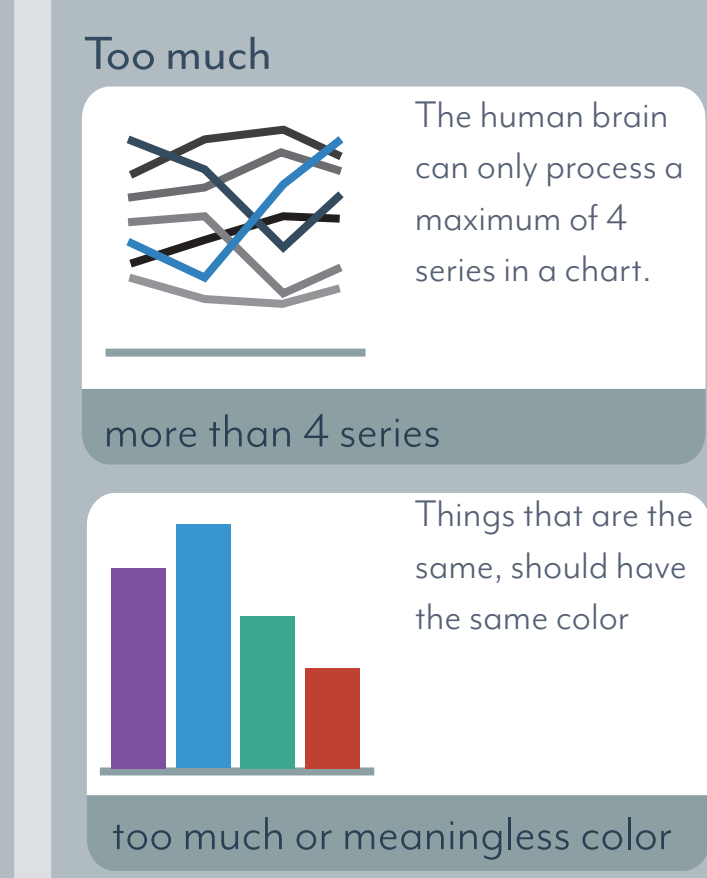 Too much
The human brain
can only process a
maximum of 4
series in a chart.
more than 4 series
Things that are the
same, should have
the same color
too much or meaningless color